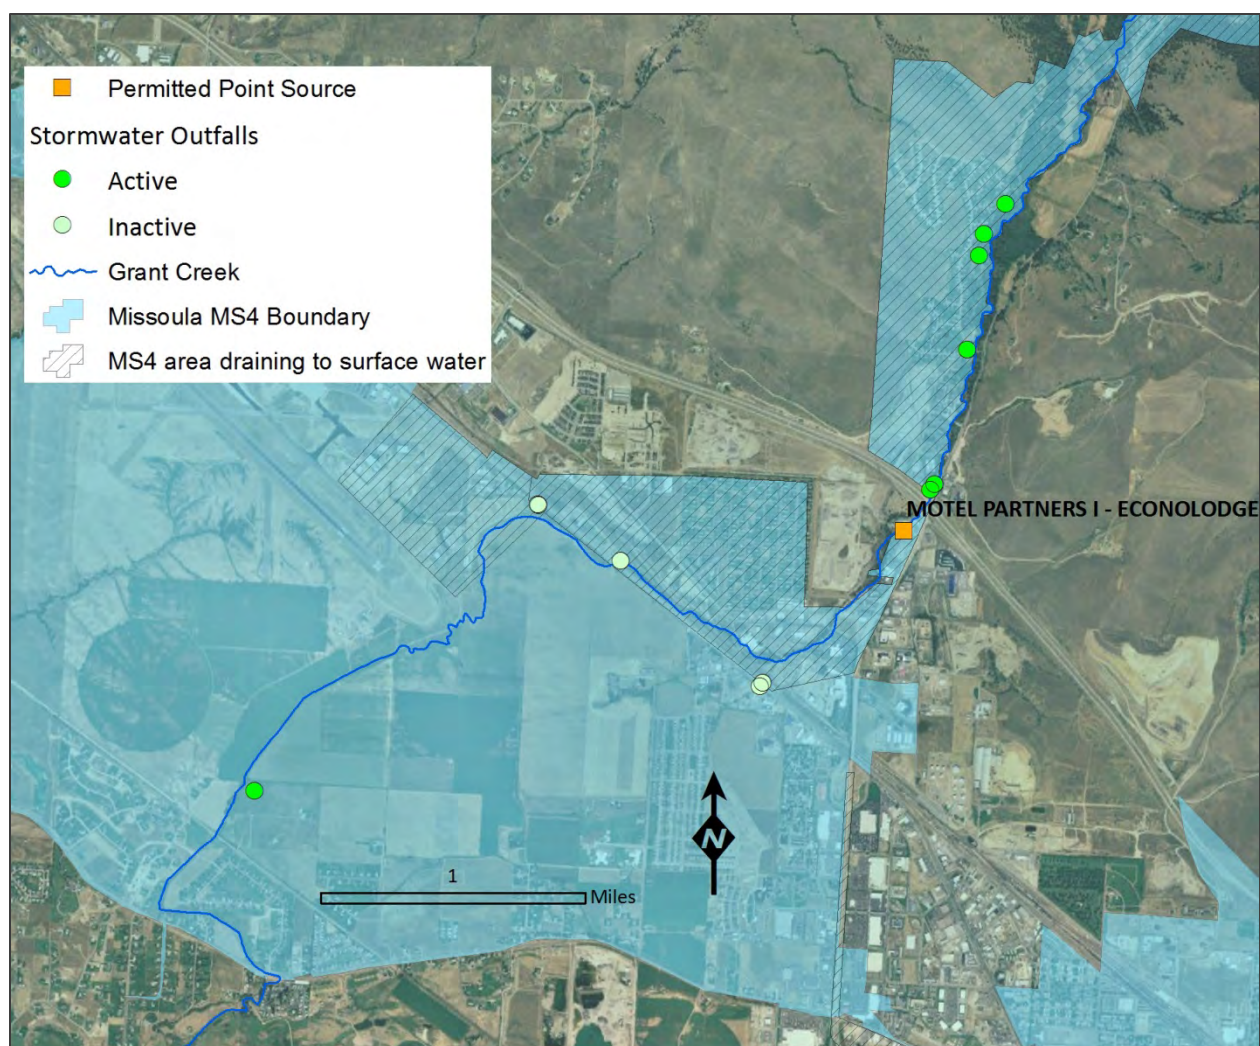 Permitted Point Source
Stormwater Outfalls
Active
Inactive
Grant Creek
Missoula MS4 Boundary
MS4 area draining to surface water
MOTEL PARTNERS I - ECONOLODGE
N
1
Miles